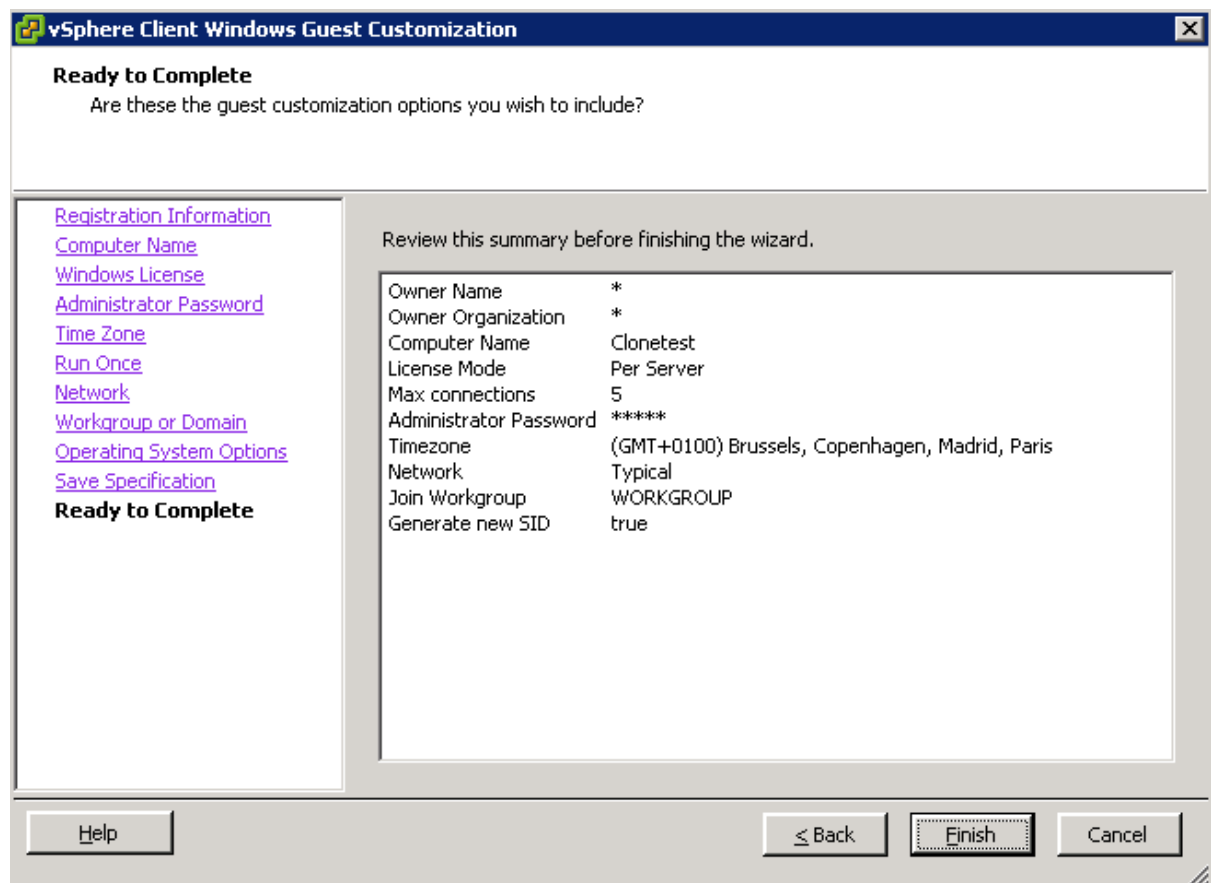 vSphere Client Windows Guest Customization
Ready to Complete
Are these the guest customization options you wish to include?
Registration Information
Computer Name
Windows License
Administrator Password
Time Zone
Run Once
Network
Workgroup or Domain
Operating System Options
Save Specification
Ready to Complete
Review this summary before finishing the wizard.
Owner Name *
Owner Organization *
Computer Name Clonetest
License Mode Per Server
Max connections 5
Administrator Password *****
Timezone (GMT+0100) Brussels, Copenhagen, Madrid, Paris
Network Typical
Join Workgroup WORKGROUP
Generate new SID true
Help
< Back
Finish
Cancel